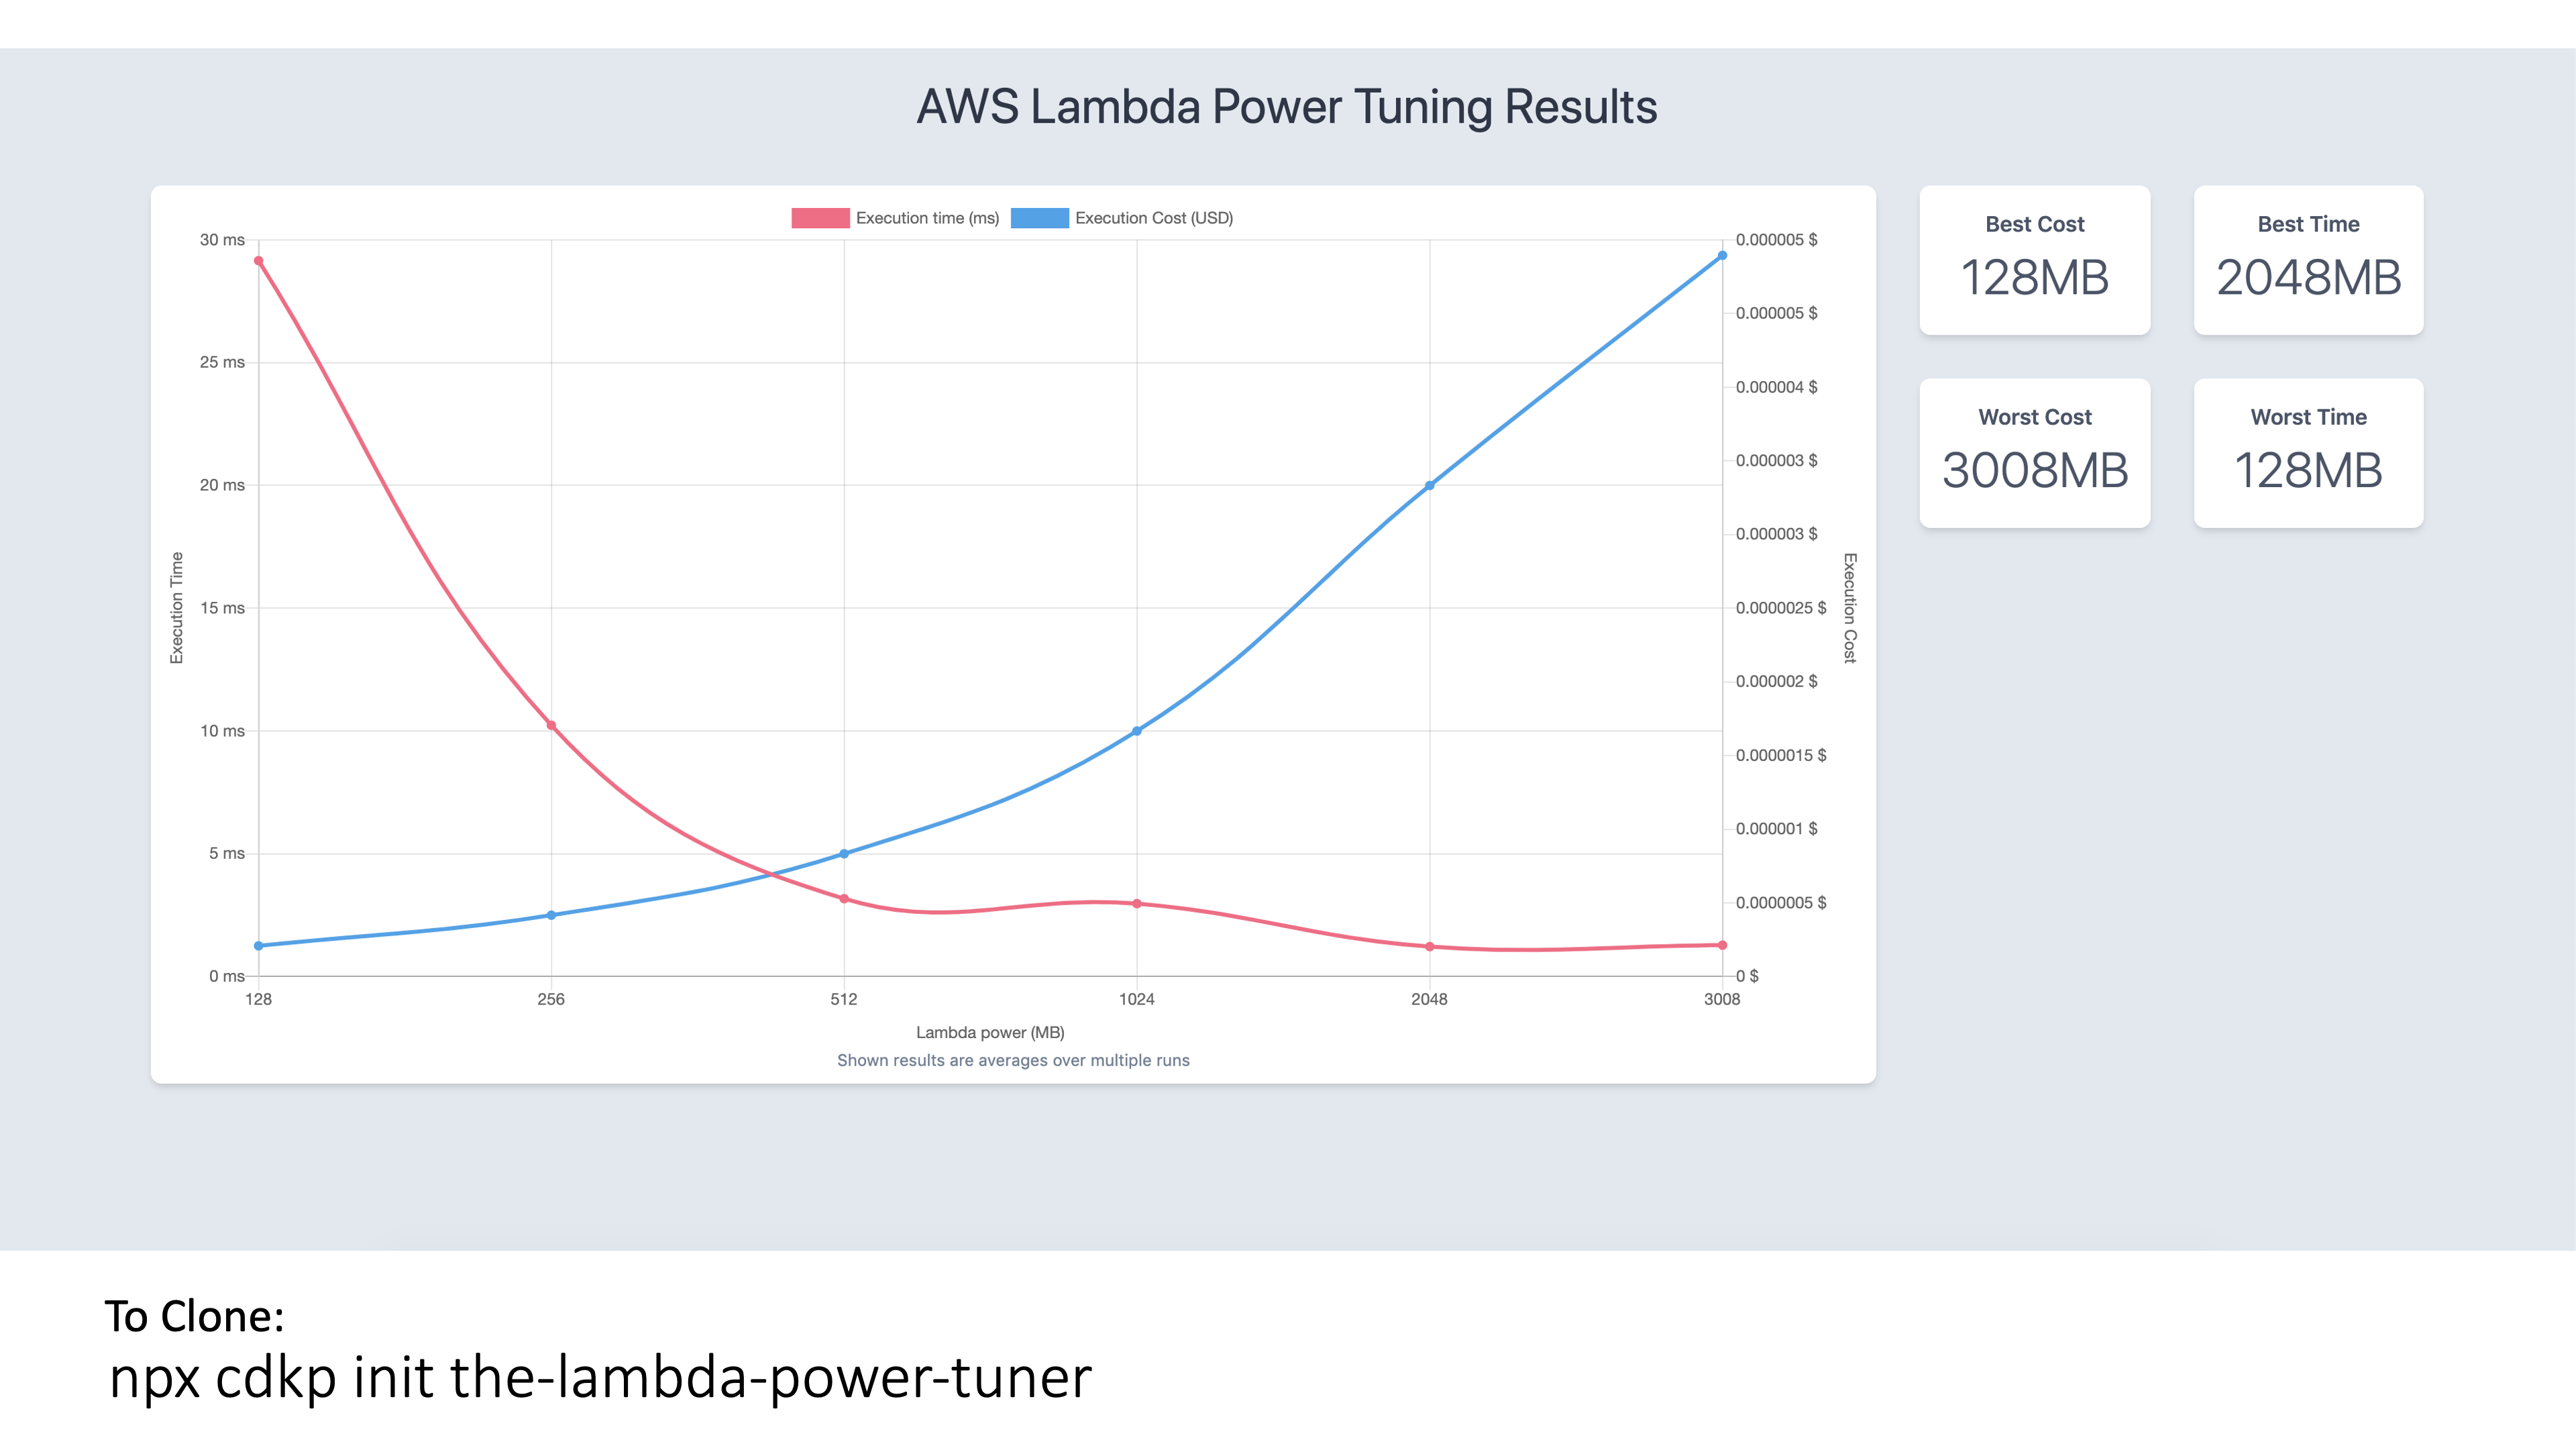 AWS Lambda Power Tuning Results
Execution time (ms)
Execution Cost (USD)
30 ms
25 ms
20 ms
15 ms
10 ms
5 ms
0 ms
Execution Time
0.000005 $
0.000005 $
0.000004 $
0.000003 $
0.000003 $
0.0000025 $
0.000002 $
0.0000015 $
0.000001 $
0.0000005 $
0 $
Execution Cost
128
256
512
1024
2048
3008
Lambda power (MB)
Shown results are averages over multiple runs
Best Cost
128MB
Best Time
2048MB
Worst Cost
3008MB
Worst Time
128MB
To Clone:
npx cdkp init the-lambda-power-tuner